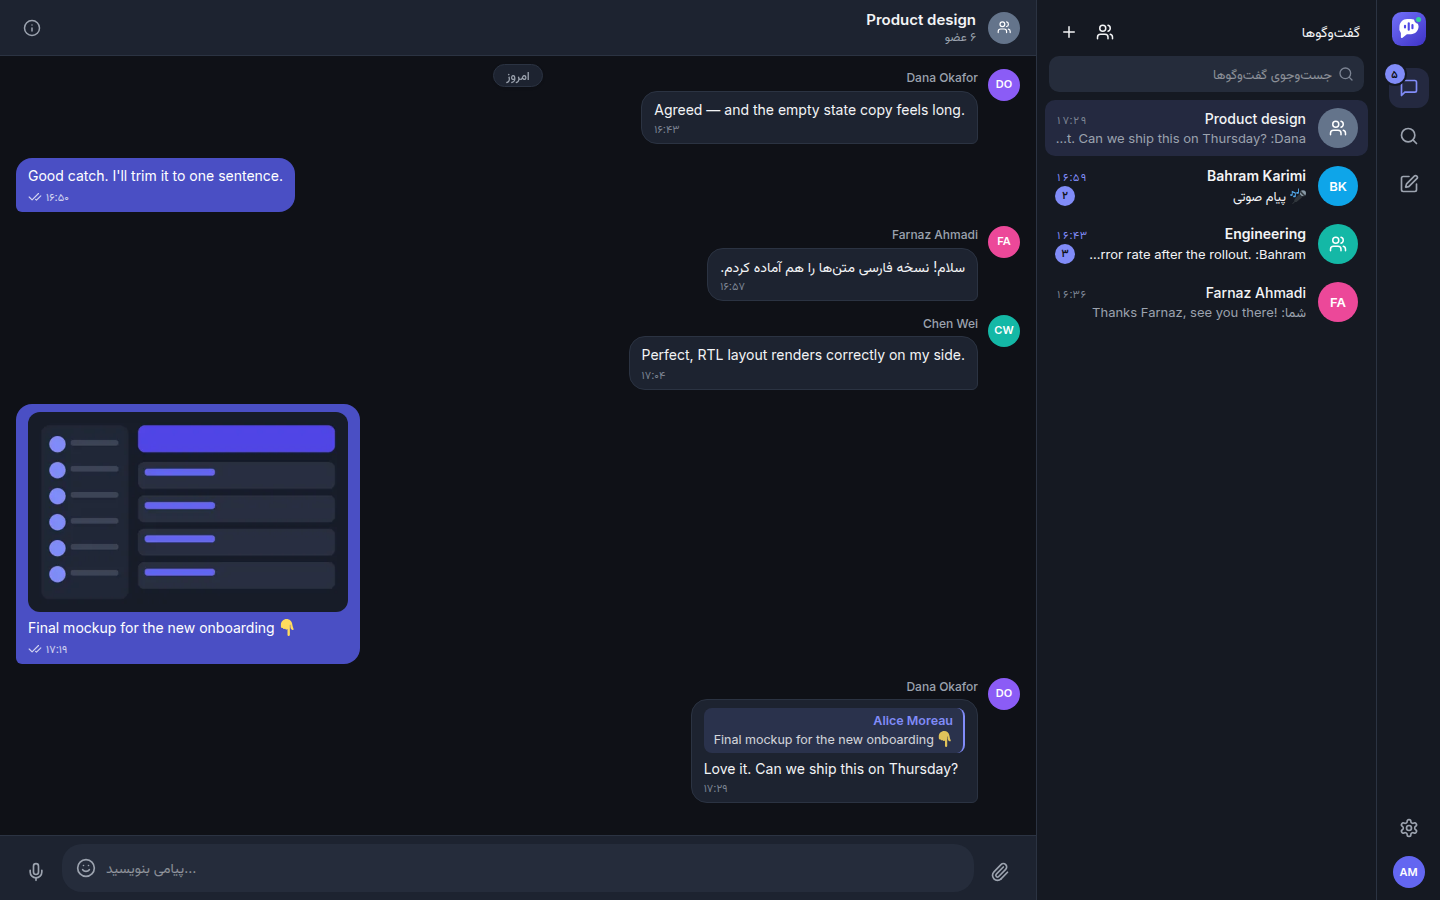 گفت‌وگوها
۵
جست‌وجوی گفت‌وگوها
Product design
۱۷:۲۹
...t. Can we ship this on Thursday? :Dana
BK
Bahram Karimi
۱۶:۵۹
پیام صوتی
۲
Engineering
۱۶:۴۳
...rror rate after the rollout. :Bahram
۳
FA
Farnaz Ahmadi
۱۶:۳۶
شما: Thanks Farnaz, see you there!
AM
Product design
۶ عضو
امروز
DO
Dana Okafor
Agreed — and the empty state copy feels long.
۱۶:۴۳
Good catch. I'll trim it to one sentence.
۱۶:۵۰
FA
Farnaz Ahmadi
سلام! نسخه فارسی متن‌ها را هم آماده کردم.
۱۶:۵۷
CW
Chen Wei
Perfect, RTL layout renders correctly on my side.
۱۷:۰۴
Final mockup for the new onboarding 👇
۱۷:۱۹
DO
Dana Okafor
Alice Moreau
Final mockup for the new onboarding 👇
Love it. Can we ship this on Thursday?
۱۷:۲۹
پیامی بنویسید...